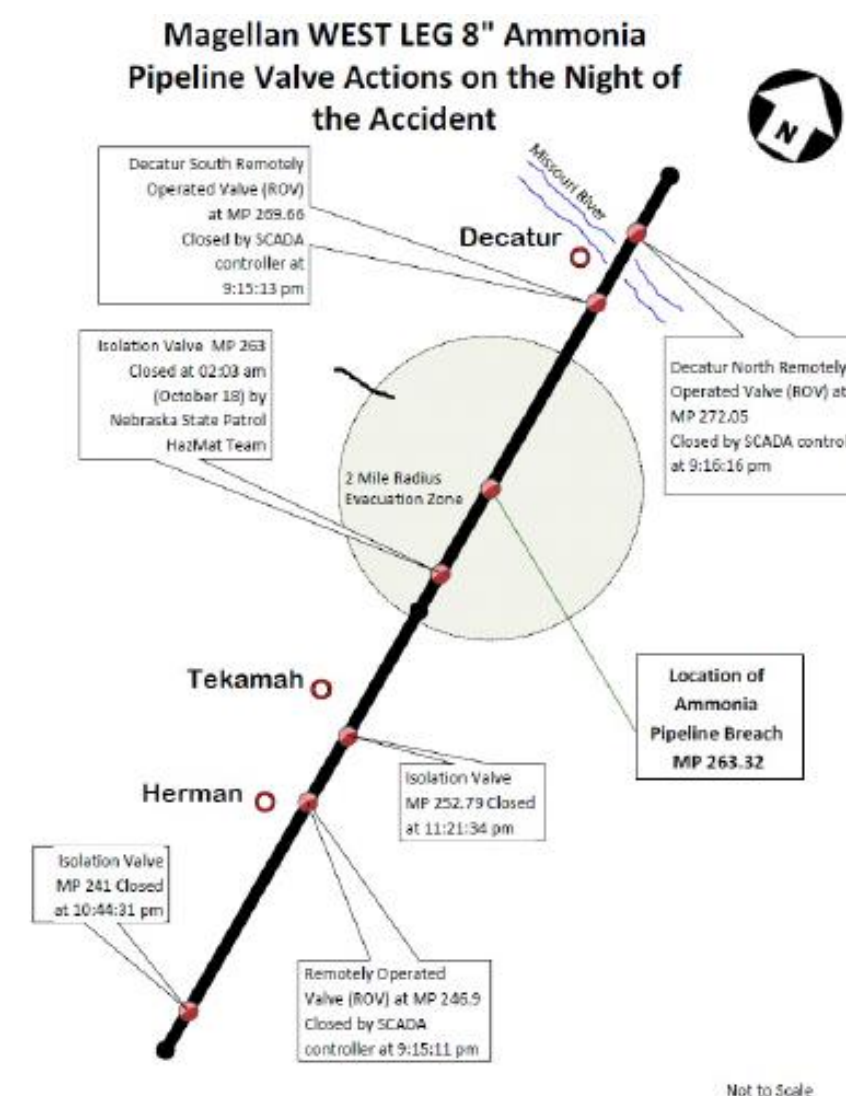 Magellan WEST LEG 8" Ammonia
Pipeline Valve Actions on the Night of
the Accident
N
Decatur South Remotely
Operated Valve (ROV)
at MP 269.66
Closed by SCADA
controller at
9:15:13 pm
Missouri River
Decatur
Isolation Valve MP 263
Closed at 02:03 am
(October 18) by
Nebraska State Patrol
HazMat Team
Decatur North Remotely
Operated Valve (ROV) at
MP 272.05
Closed by SCADA control
at 9:16:16 pm
2 Mile Radius
Evacuation Zone
Location of
Ammonia
Pipeline Breach
MP 263.32
Tekamah
Isolation Valve
MP 252.79 Closed
at 11:21:34 pm
Herman
Isolation Valve
MP 241 Closed
at 10:44:31 pm
Remotely Operated
Valve (ROV) at MP 246.9
Closed by SCADA
controller at 9:15:11 pm
Not to Scale